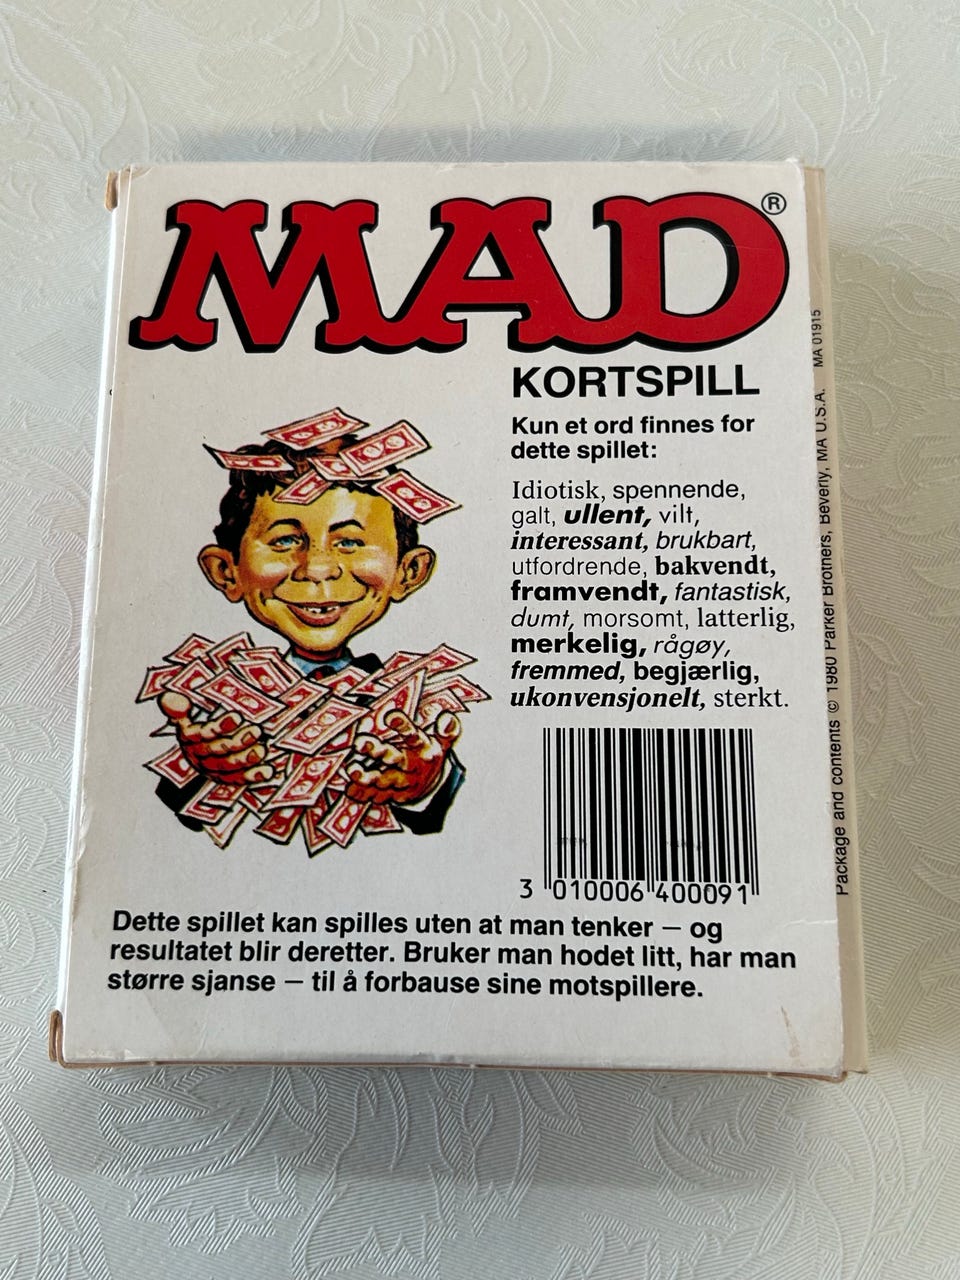 MAD®
KORTSPILL
Kun et ord finnes for
dette spillet:
Idiotisk, spennende,
galt, ullent, vilt,
interessant, brukbart,
utfordrende, bakvendt,
framvendt, fantastisk,
dumt, morsomt, latterlig,
merkelig, rågøy,
fremmed, begjærlig,
ukonvensjonelt, sterkt.
3 010006 400091
Dette spillet kan spilles uten at man tenker — og
resultatet blir deretter. Bruker man hodet litt, har man
større sjanse — til å forbause sine motspillere.
Package and contents © 1980 Parker Brothers, Beverly, MA U.S.A. MA 01915